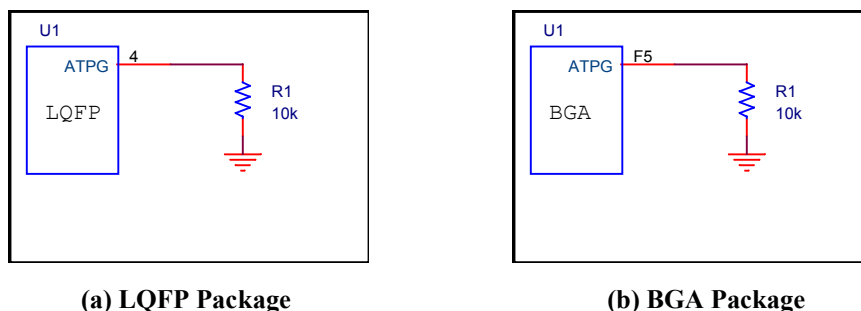 U1
4
ATPG
LQFP
R1
10k
(a) LQFP Package
U1
F5
ATPG
BGA
R1
10k
(b) BGA Package